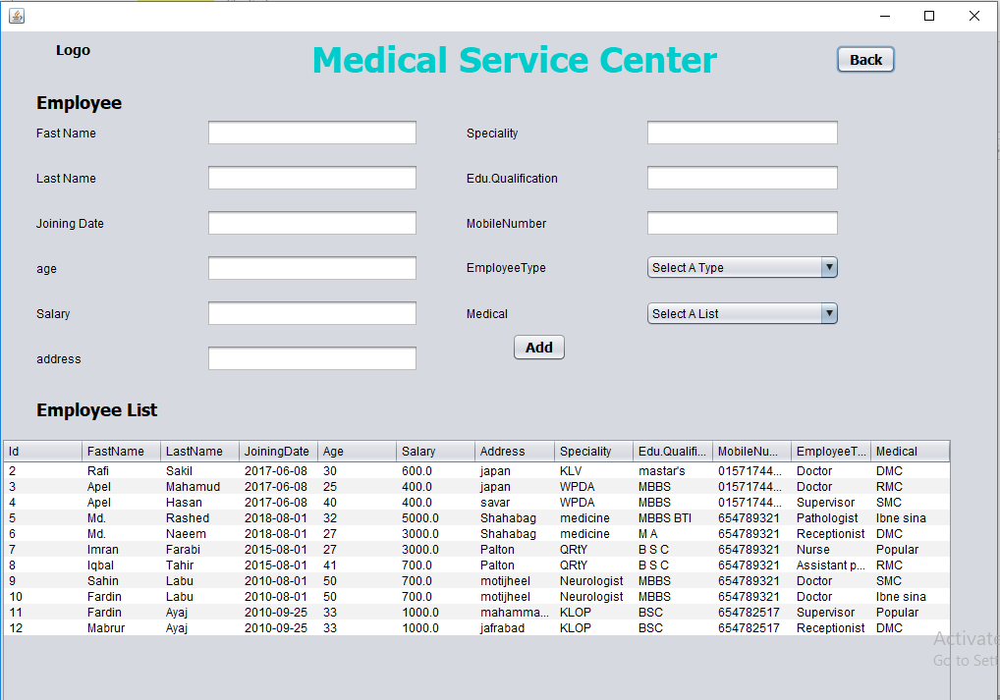 Logo
Medical Service Center
Back
Employee
Fast Name
Speciality
Last Name
Edu.Qualification
Joining Date
MobileNumber
age
EmployeeType Select A Type
Salary
Medical Select A List
address
Add
Employee List
Id FastName LastName JoiningDate Age Salary Address Speciality Edu.Qualifi... MobileNu... EmployeeT... Medical
2 Rafi Sakil 2017-06-08 30 600.0 japan KLV mastar's 01571744... Doctor DMC
3 Apel Mahamud 2017-06-08 25 400.0 japan WPDA MBBS 01571744... Doctor RMC
4 Apel Hasan 2017-06-08 40 400.0 savar WPDA MBBS 01571744... Supervisor SMC
5 Md. Rashed 2018-08-01 32 5000.0 Shahabag medicine MBBS BTI 654789321 Pathologist Ibne sina
6 Md. Naeem 2018-08-01 27 3000.0 Shahabag medicine M A 654789321 Receptionist DMC
7 Imran Farabi 2015-08-01 27 3000.0 Palton QRtY B S C 654789321 Nurse Popular
8 Iqbal Tahir 2015-08-01 41 700.0 Palton QRtY B S C 654789321 Assistant p... RMC
9 Sahin Labu 2010-08-01 50 700.0 motijheel Neurologist MBBS 654789321 Doctor SMC
10 Fardin Labu 2010-08-01 50 700.0 motijheel Neurologist MBBS 654789321 Doctor Ibne sina
11 Fardin Ayaj 2010-09-25 33 1000.0 mahamma... KLOP BSC 654782517 Supervisor Popular
12 Mabrur Ayaj 2010-09-25 33 1000.0 jafrabad KLOP BSC 654782517 Receptionist DMC
Activate
Go to Sett